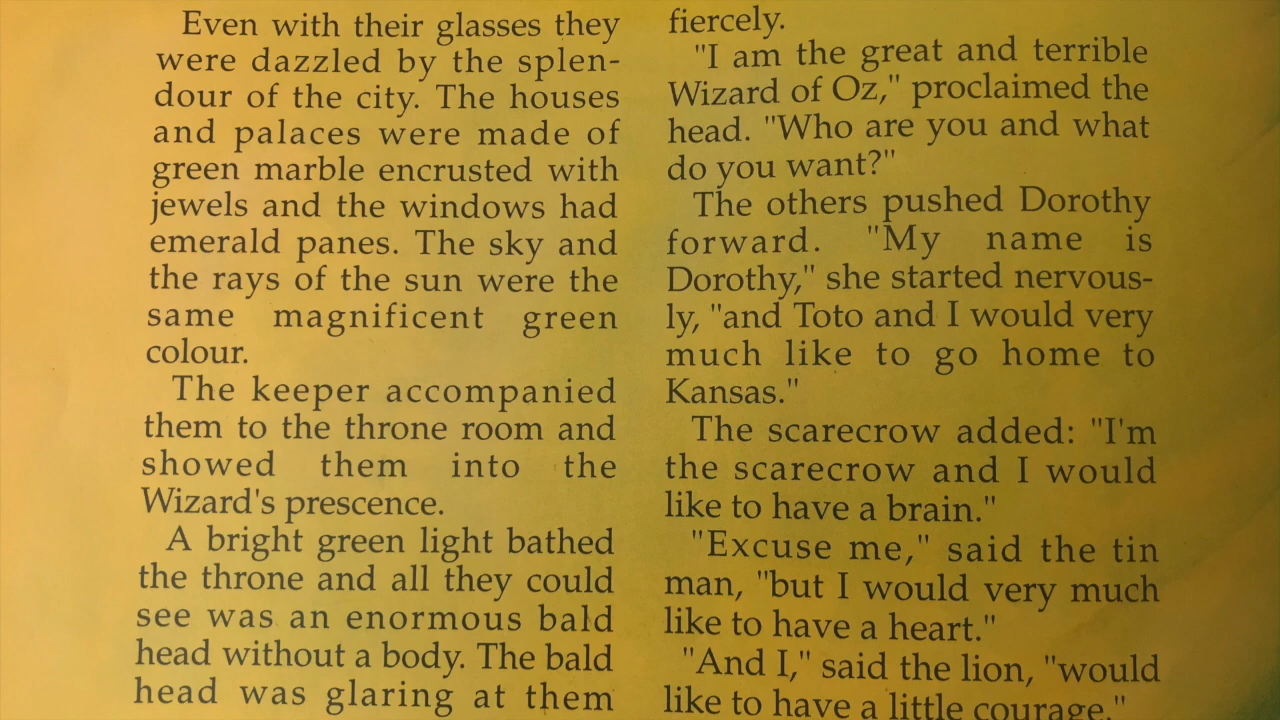 Even with their glasses they
were dazzled by the splen-
dour of the city. The houses
and palaces were made of
green marble encrusted with
jewels and the windows had
emerald panes. The sky and
the rays of the sun were the
same magnificent green
colour.
The keeper accompanied
them to the throne room and
showed them into the
Wizard's prescence.
A bright green light bathed
the throne and all they could
see was an enormous bald
head without a body. The bald
head was glaring at them
fiercely.
"I am the great and terrible
Wizard of Oz," proclaimed the
head. "Who are you and what
do you want?"
The others pushed Dorothy
forward. "My name is
Dorothy," she started nervous-
ly, "and Toto and I would very
much like to go home to
Kansas."
The scarecrow added: "I'm
the scarecrow and I would
like to have a brain."
"Excuse me," said the tin
man, "but I would very much
like to have a heart."
"And I," said the lion, "would
like to have a little courage."